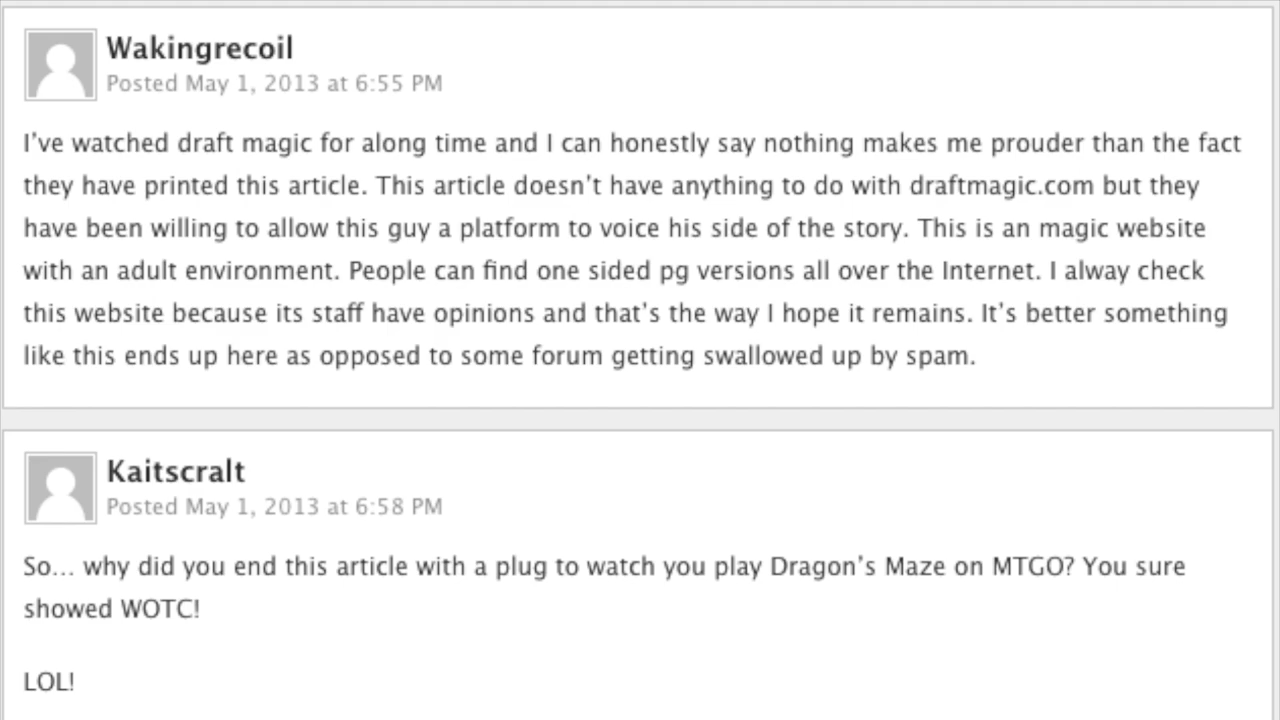 Wakingrecoil
Posted May 1, 2013 at 6:55 PM
I've watched draft magic for along time and I can honestly say nothing makes me prouder than the fact
they have printed this article. This article doesn't have anything to do with draftmagic.com but they
have been willing to allow this guy a platform to voice his side of the story. This is an magic website
with an adult environment. People can find one sided pg versions all over the Internet. I alway check
this website because its staff have opinions and that's the way I hope it remains. It's better something
like this ends up here as opposed to some forum getting swallowed up by spam.
Kaitscralt
Posted May 1, 2013 at 6:58 PM
So... why did you end this article with a plug to watch you play Dragon's Maze on MTGO? You sure
showed WOTC!
LOL!